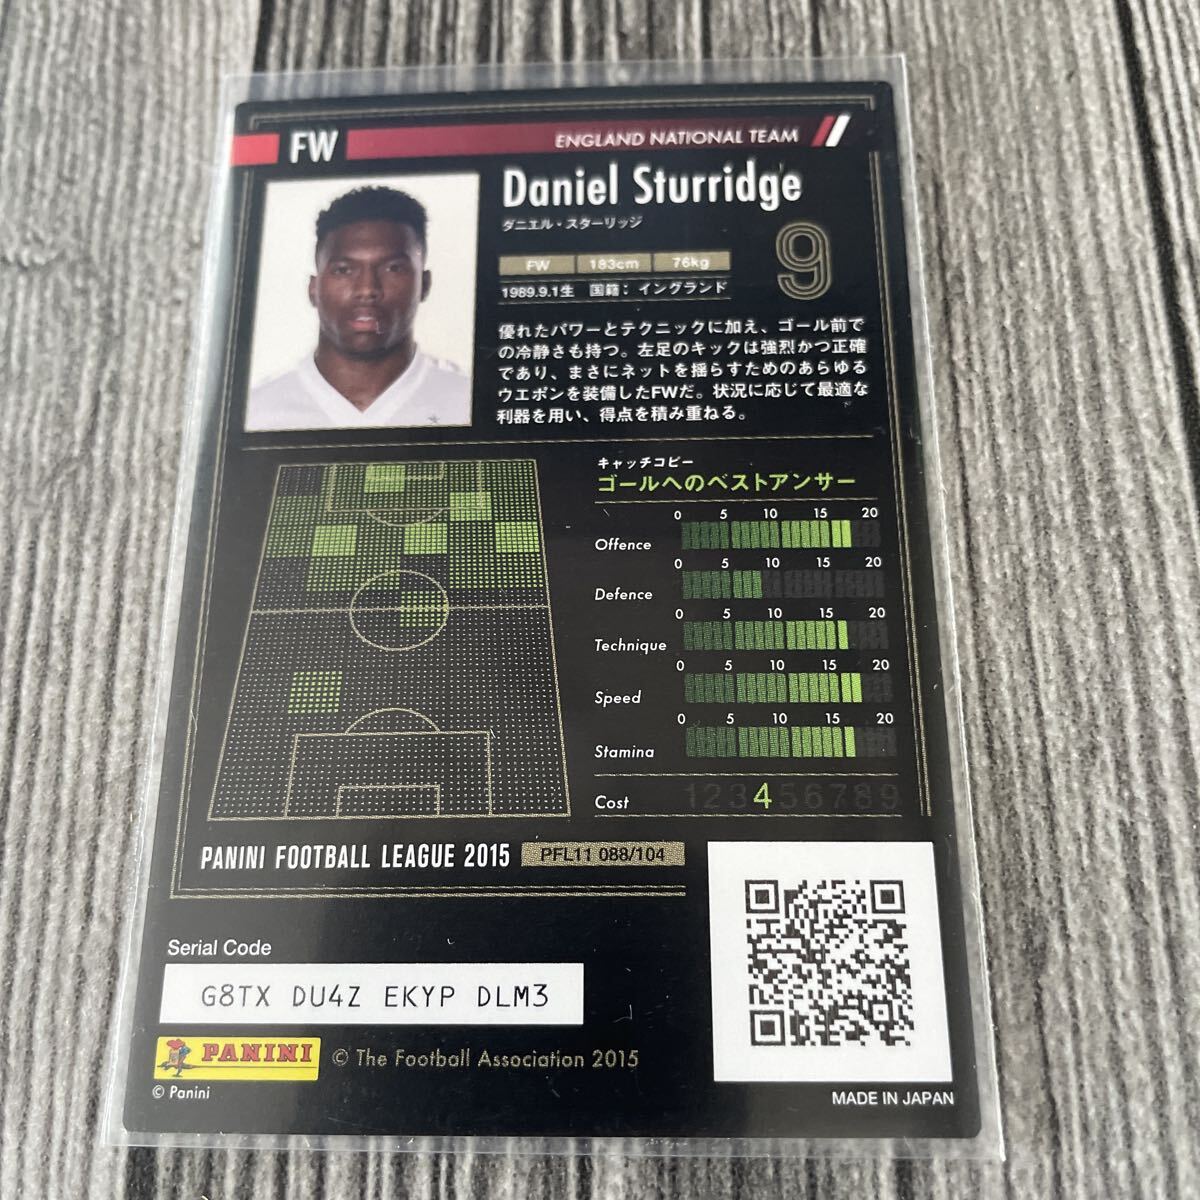 FW
ENGLAND NATIONAL TEAM
Daniel Sturridge
ダニエル・スターリッジ
9
FW 183cm 76kg
1989.9.1生 国籍：イングランド
優れたパワーとテクニックに加え、ゴール前で
の冷静さも持つ。左足のキックは強烈かつ正確
であり、まさにネットを揺らすためのあらゆる
ウエポンを装備したFWだ。状況に応じて最適な
利器を用い、得点を積み重ねる。
キャッチコピー
ゴールへのベストアンサー
0 5 10 15 20
Offence
0 5 10 15 20
Defence
0 5 10 15 20
Technique
0 5 10 15 20
Speed
0 5 10 15 20
Stamina
Cost 1 2 3 4 5 6 7 8 9
PANINI FOOTBALL LEAGUE 2015 PFL11 088/104
Serial Code
G8TX DU4Z EKYP DLM3
PANINI © The Football Association 2015
© Panini
MADE IN JAPAN